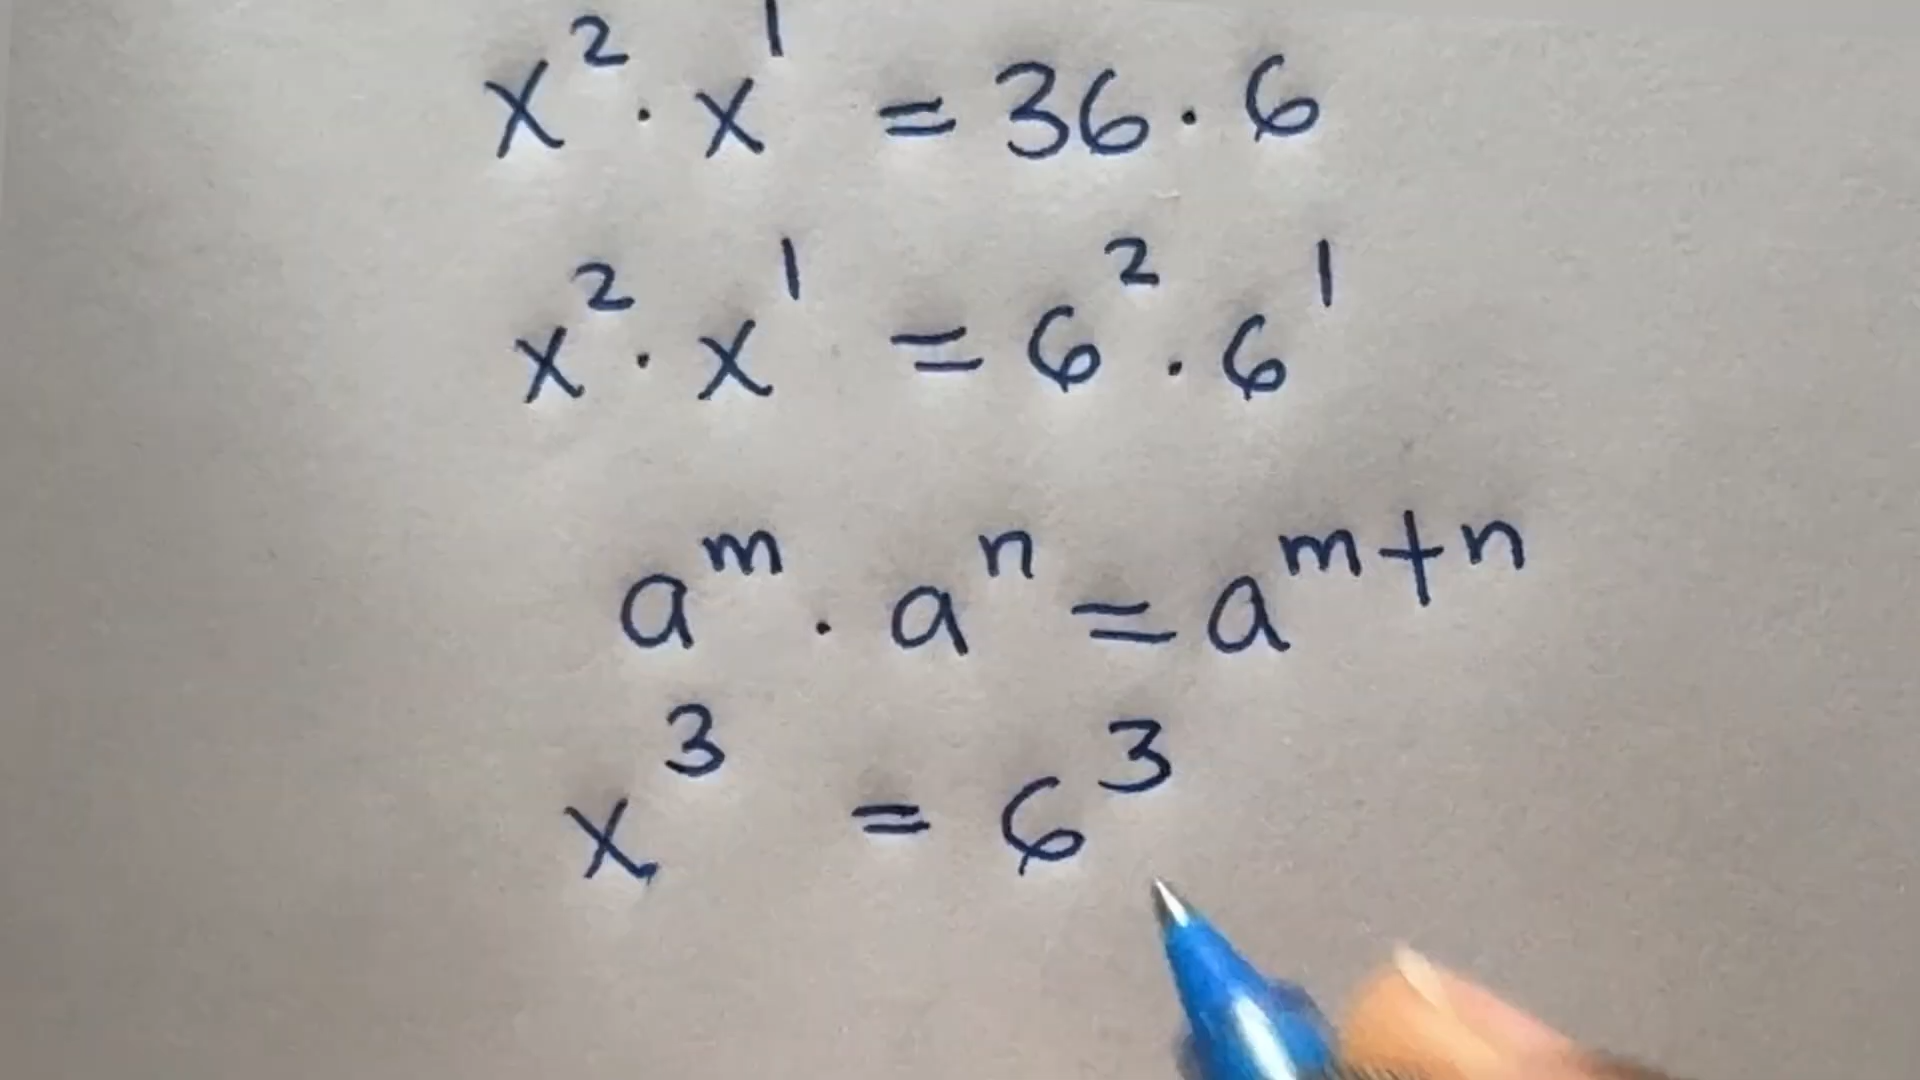 x² · x¹ = 36 · 6
x² · x¹ = 6² · 6¹
aᵐ · aⁿ = aᵐ⁺ⁿ
x³ = 6³